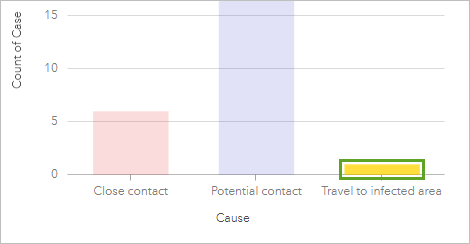 Count of Case
15
10
5
0
Close contact
Potential contact
Travel to infected area
Cause